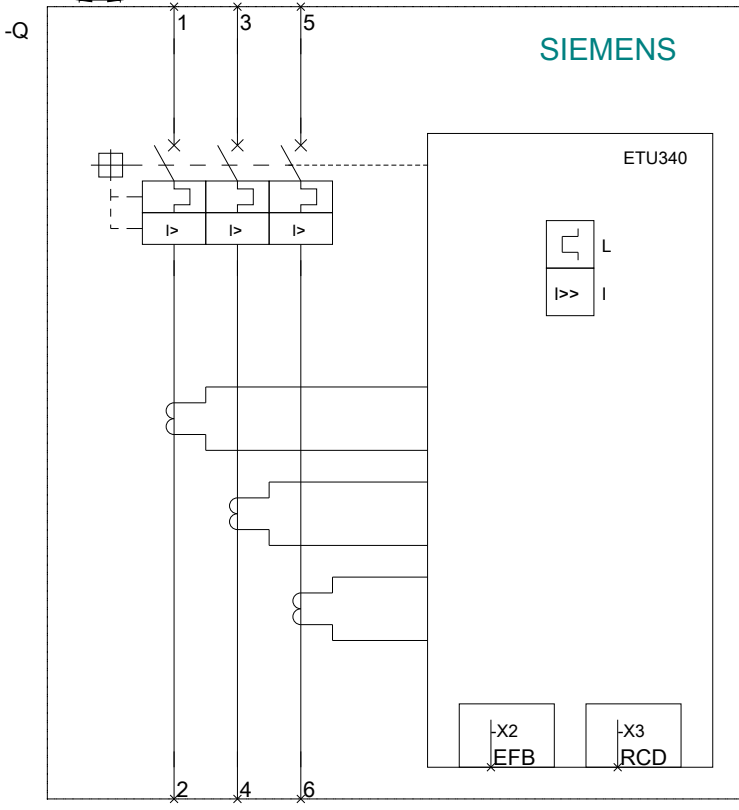 1 3 5
-Q
SIEMENS
ETU340
I> I> I>
L
I>> I
-X2 -X3
EFB RCD
2 4 6